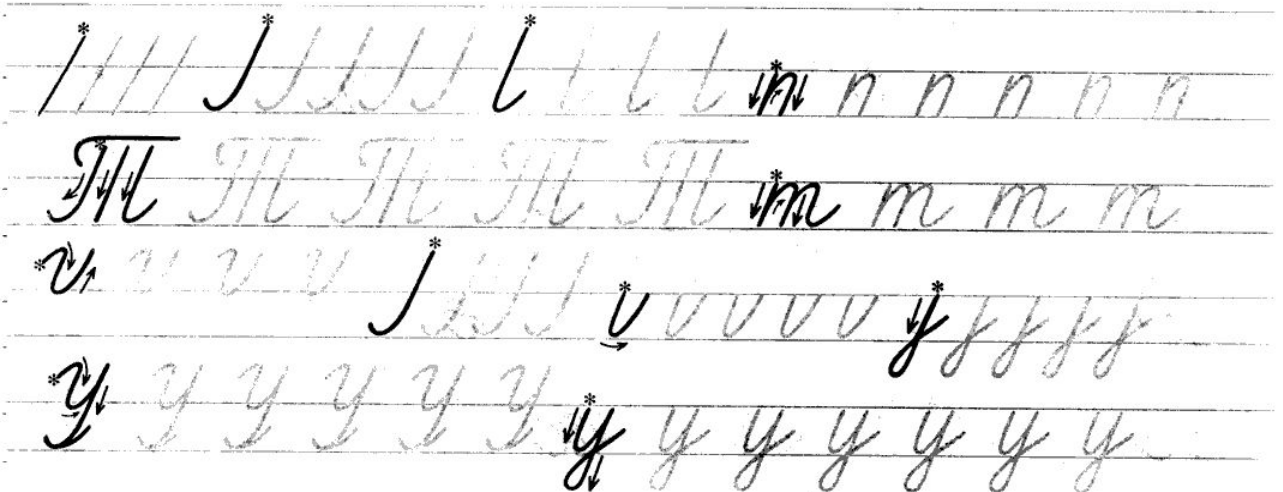 п п п п п п
Т Т Т Т Т т т т т
У У У У У У у у у у у у у